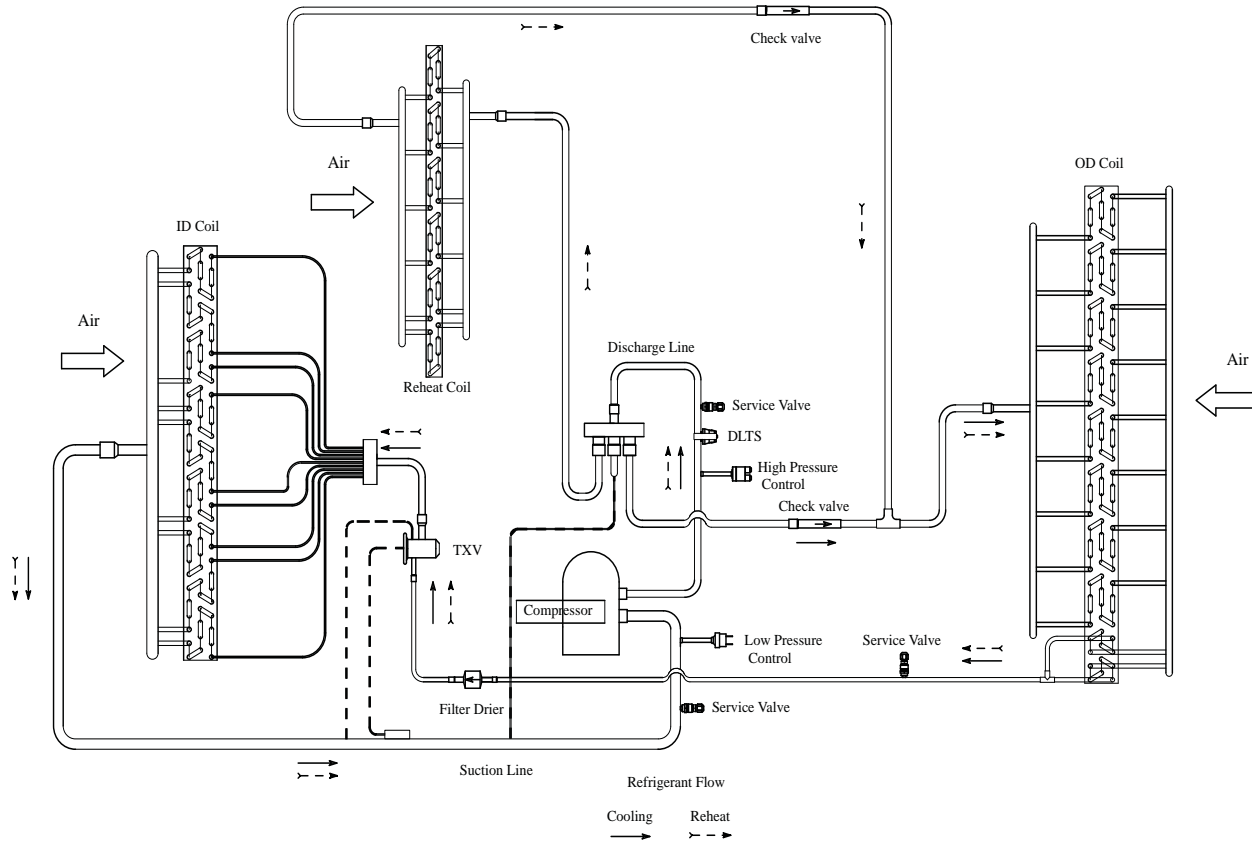 Check valve
Air
OD Coil
ID Coil
Air
Discharge Line
Air
Reheat Coil
Service Valve
DLTS
High Pressure
Control
Check valve
TXV
Compressor
Low Pressure
Control
Service Valve
Filter Drier
Service Valve
Suction Line
Refrigerant Flow
Cooling
Reheat